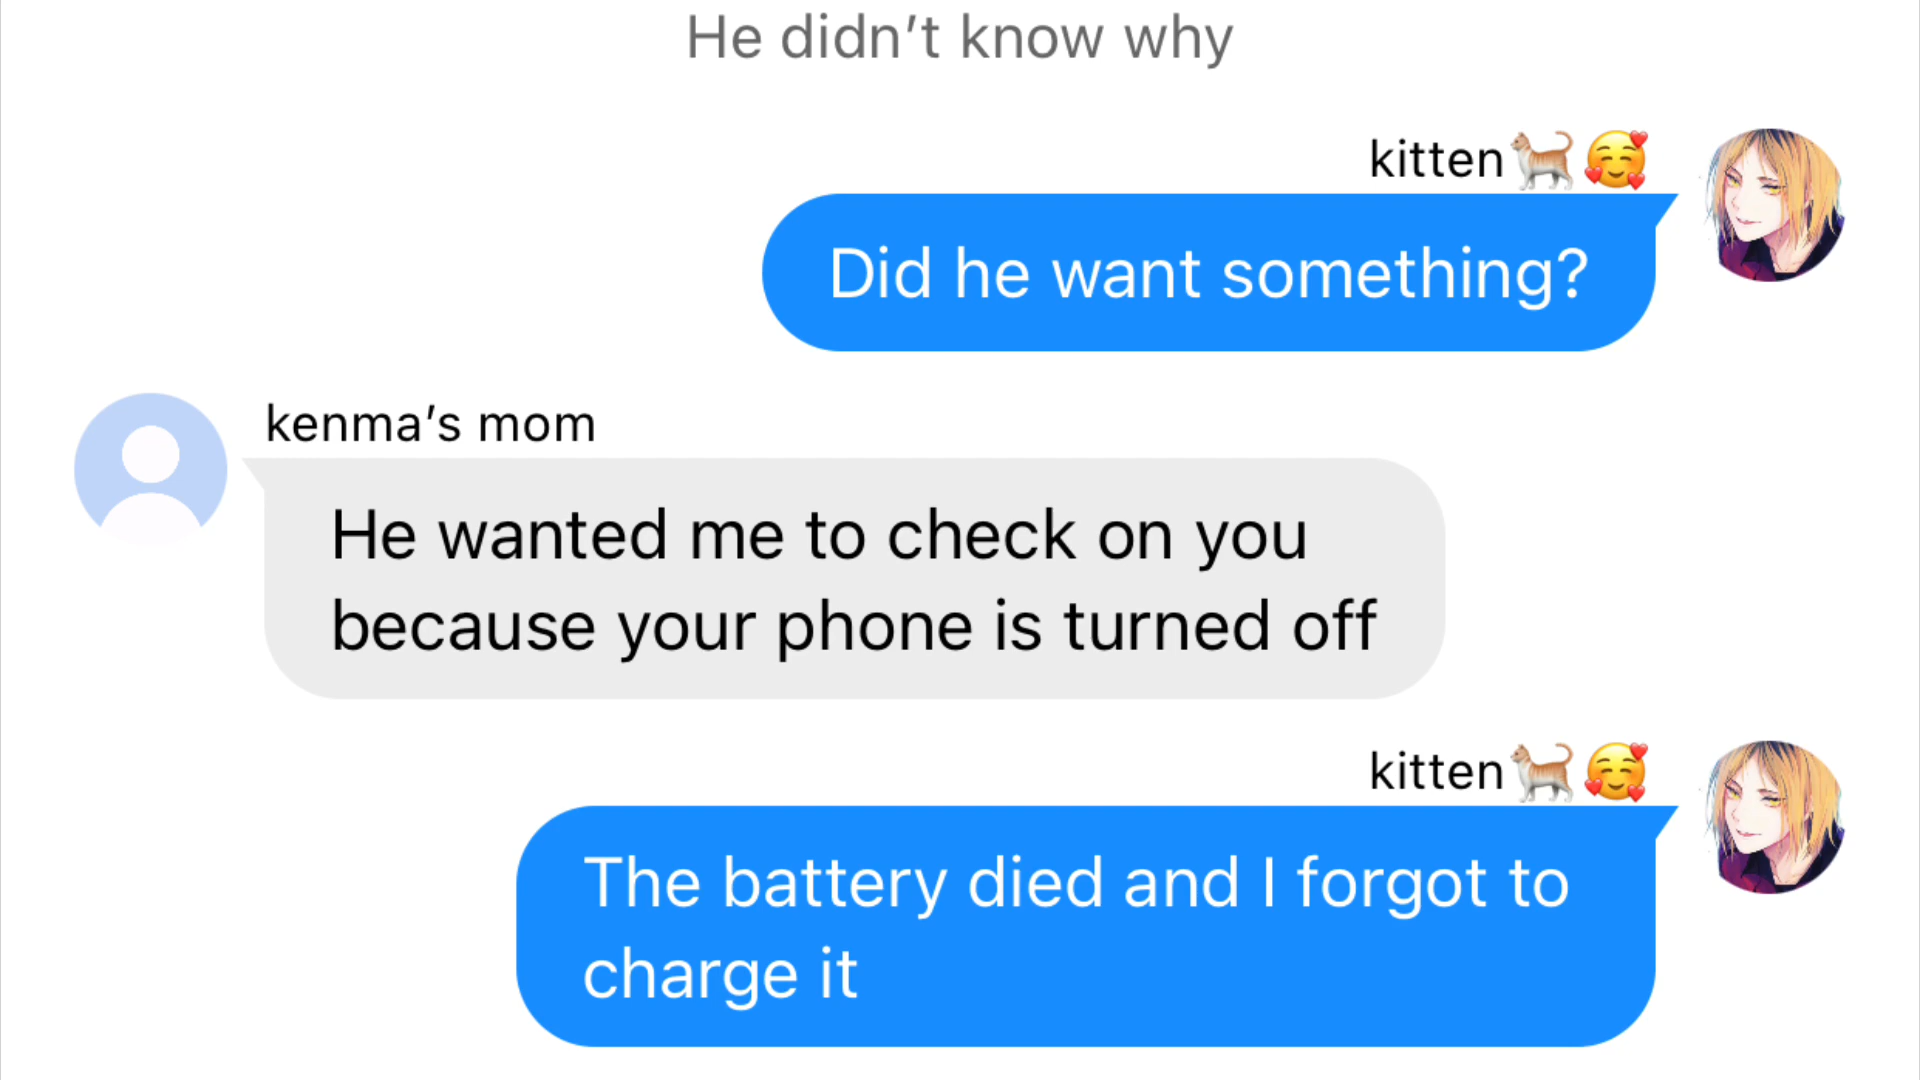 He didn’t know why
kitten🐈🥰
Did he want something?
kenma’s mom
He wanted me to check on you
because your phone is turned off
kitten🐈🥰
The battery died and I forgot to
charge it